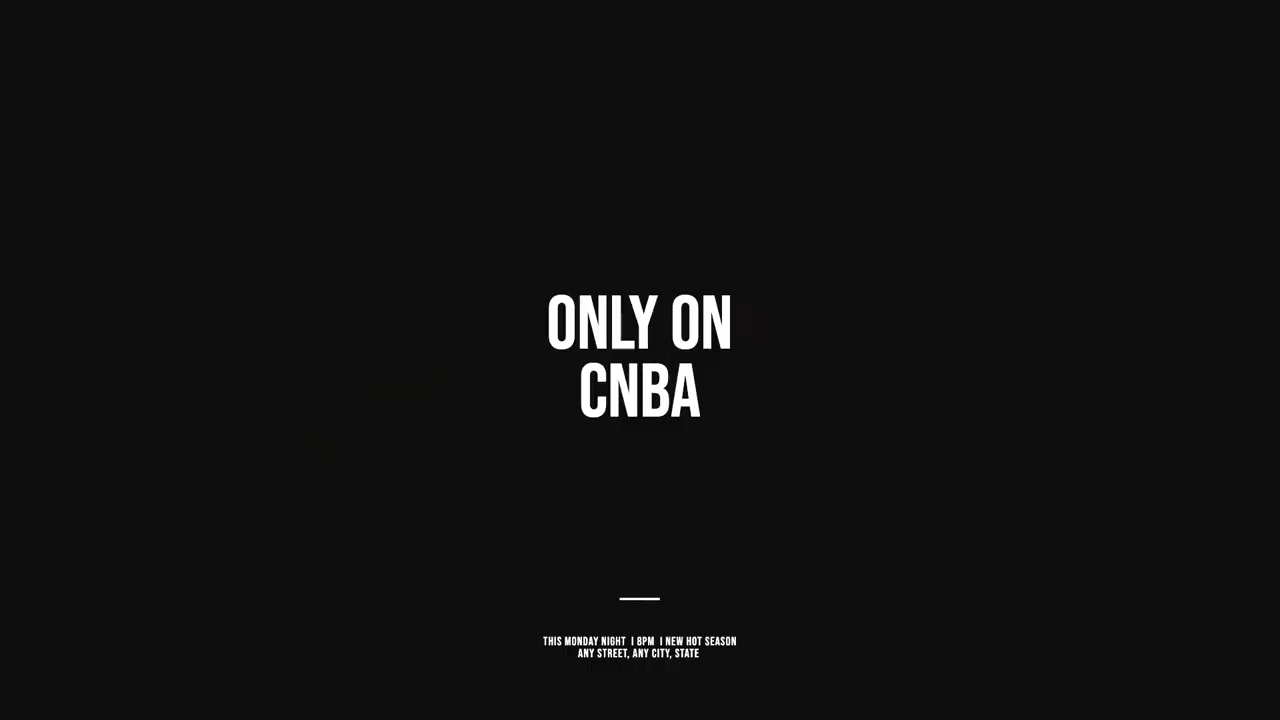 ONLY ON
CNBA
THIS MONDAY NIGHT I 8PM I NEW HOT SEASON
ANY STREET, ANY CITY, STATE